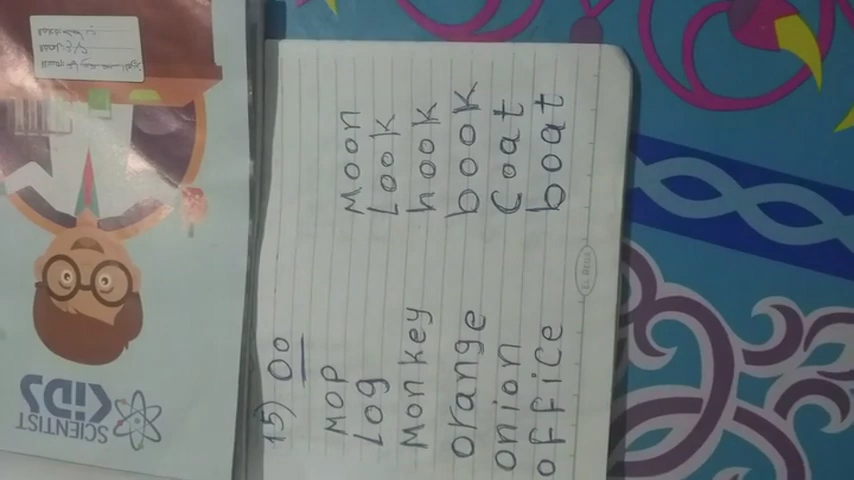 15) Oo
Mop
Log
Monkey
orange
onion
office
Moon
Look
hook
book
Coat
boat
SCIENTIST
KiDS